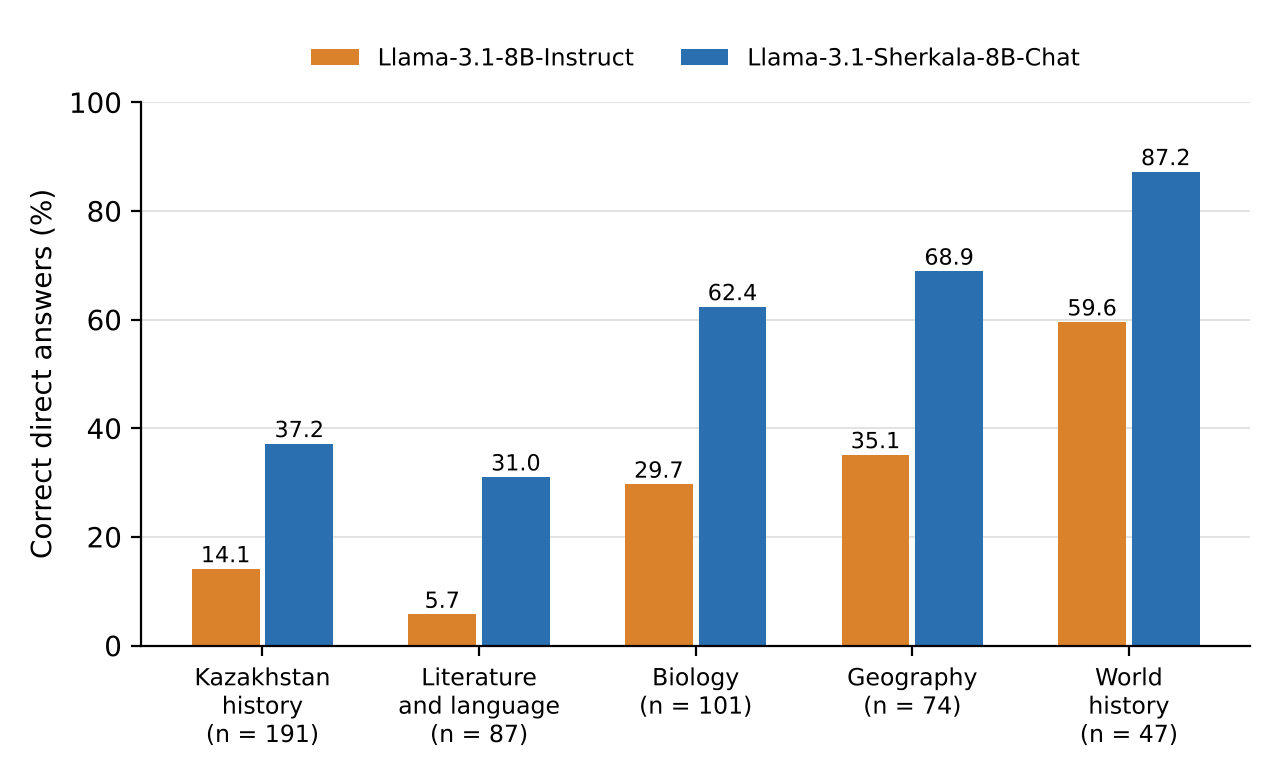 Llama-3.1-8B-Instruct Llama-3.1-Sherkala-8B-Chat
Correct direct answers (%)
100
80
60
40
20
0
14.1
37.2
5.7
31.0
29.7
62.4
35.1
68.9
59.6
87.2
Kazakhstan
history
(n = 191)
Literature
and language
(n = 87)
Biology
(n = 101)
Geography
(n = 74)
World
history
(n = 47)